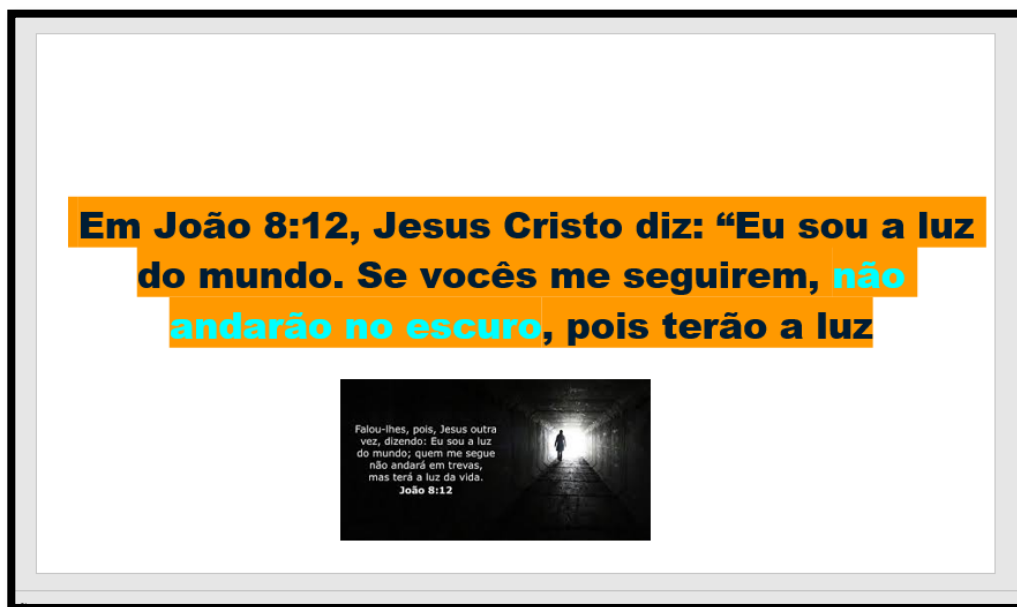 Em João 8:12, Jesus Cristo diz: “Eu sou a luz
do mundo. Se vocês me seguirem, não
andarão no escuro, pois terão a luz
Falou-lhes, pois, Jesus outra
vez, dizendo: Eu sou a luz
do mundo; quem me segue
não andará em trevas,
mas terá a luz da vida.
João 8:12